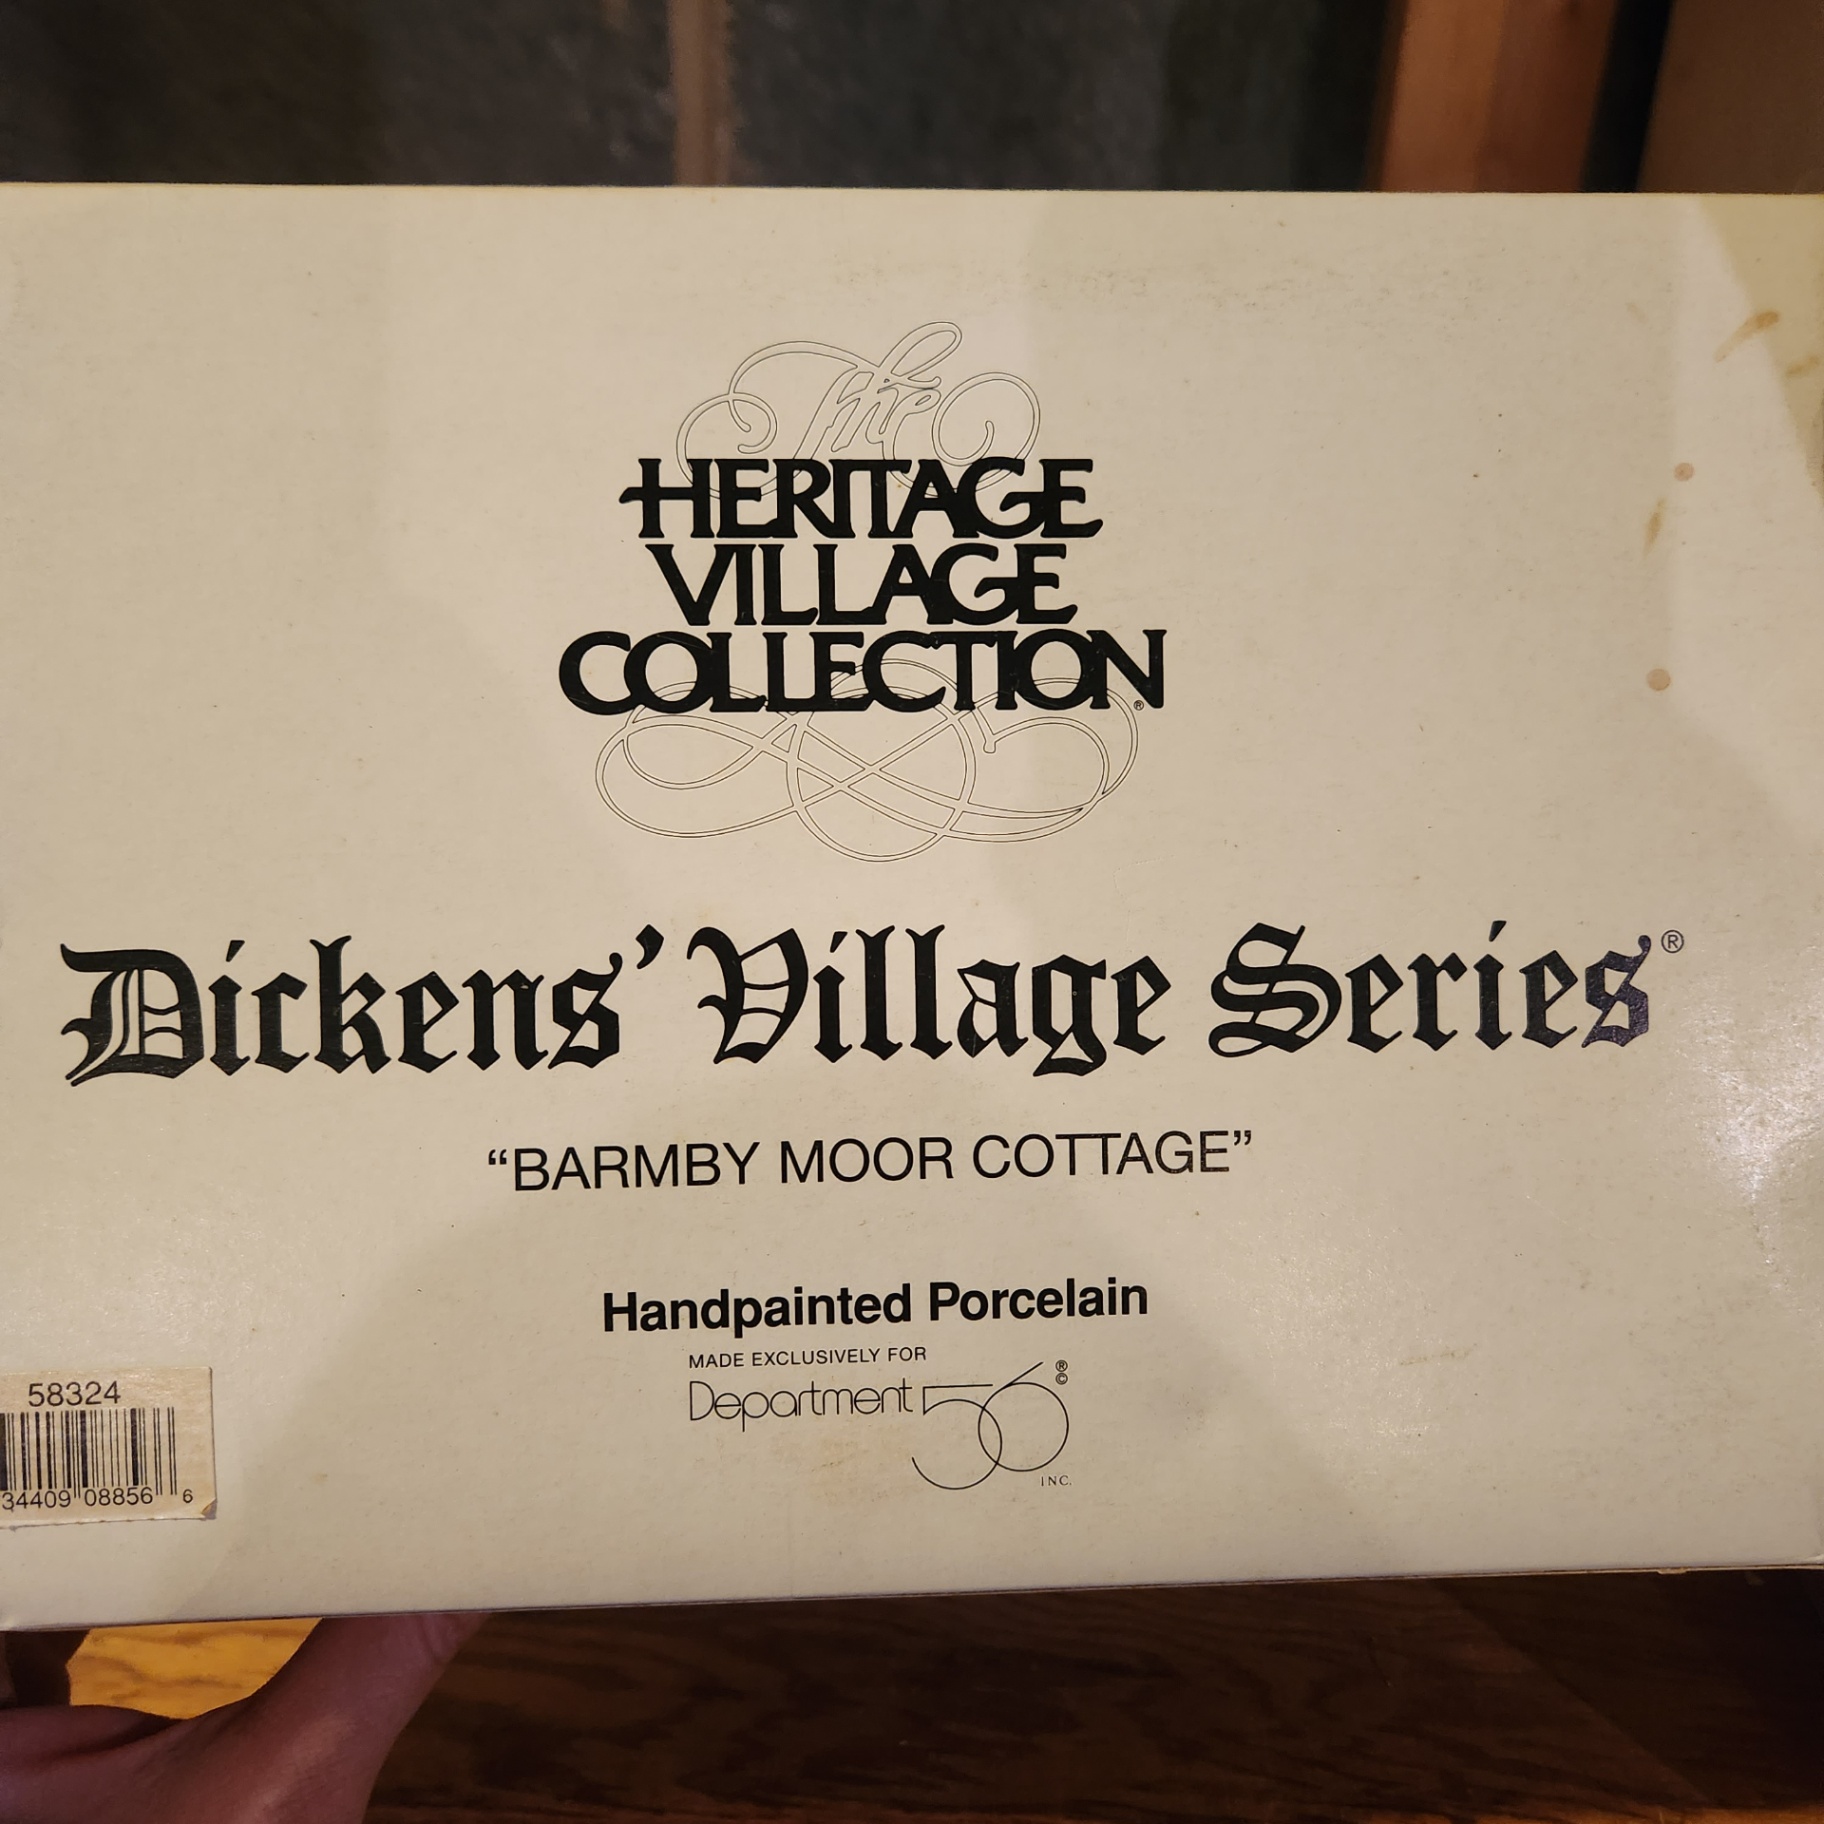 The
HERITAGE
VILLAGE
COLLECTION®
Dickens' Village Series®
“BARMBY MOOR COTTAGE”
Handpainted Porcelain
MADE EXCLUSIVELY FOR
Department 56 ®©
INC.
58324
34409 08856 6